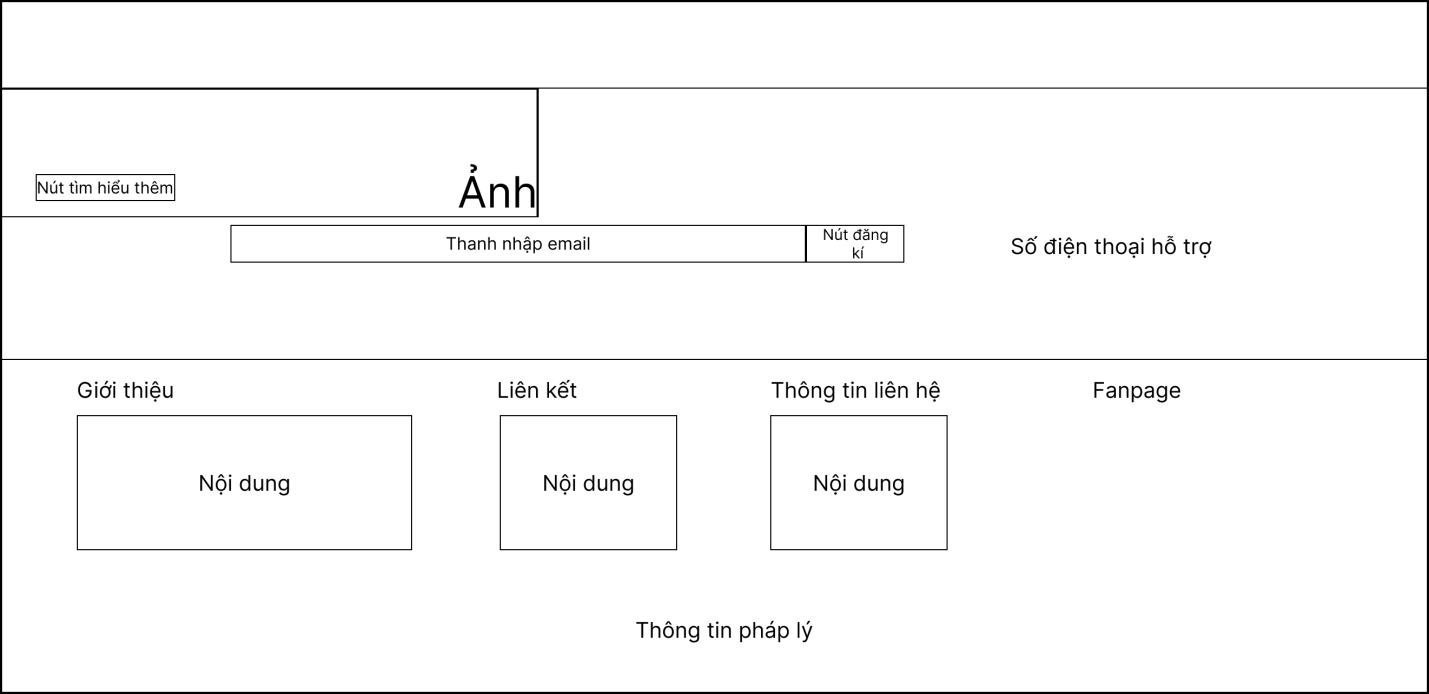 Nút tìm hiểu thêm
Ảnh
Thanh nhập email
Nút đăng
kí
Số điện thoại hỗ trợ
Giới thiệu
Liên kết
Thông tin liên hệ
Fanpage
Nội dung
Nội dung
Nội dung
Thông tin pháp lý